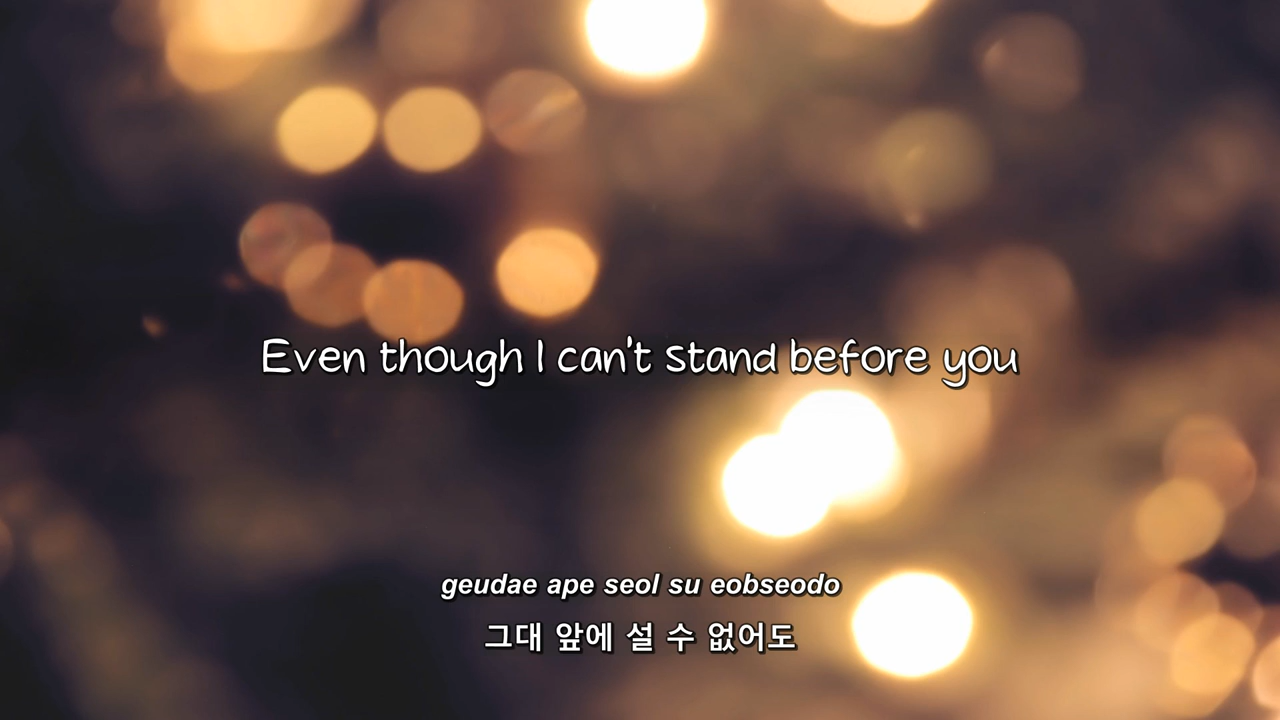 Even though I can't stand before you
geudae ape seol su eobseodo
그대 앞에 설 수 없어도